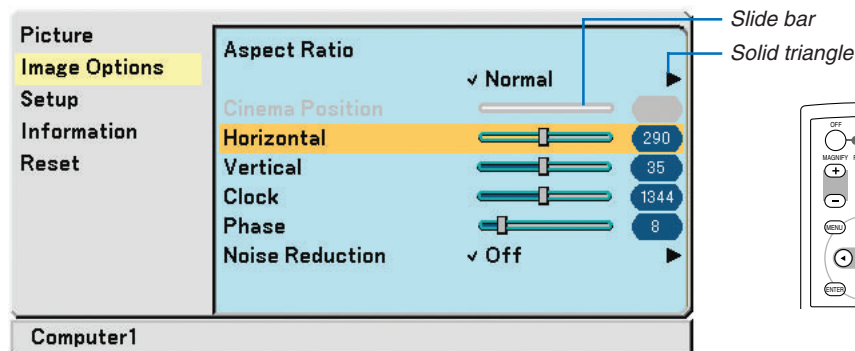 Picture
Image Options
Setup
Information
Reset
Aspect Ratio
✓ Normal
Cinema Position
Horizontal 290
Vertical 35
Clock 1344
Phase 8
Noise Reduction ✓ Off
Computer1
Slide bar
Solid triangle
OFF
MAGNIFY
MENU
ENTER